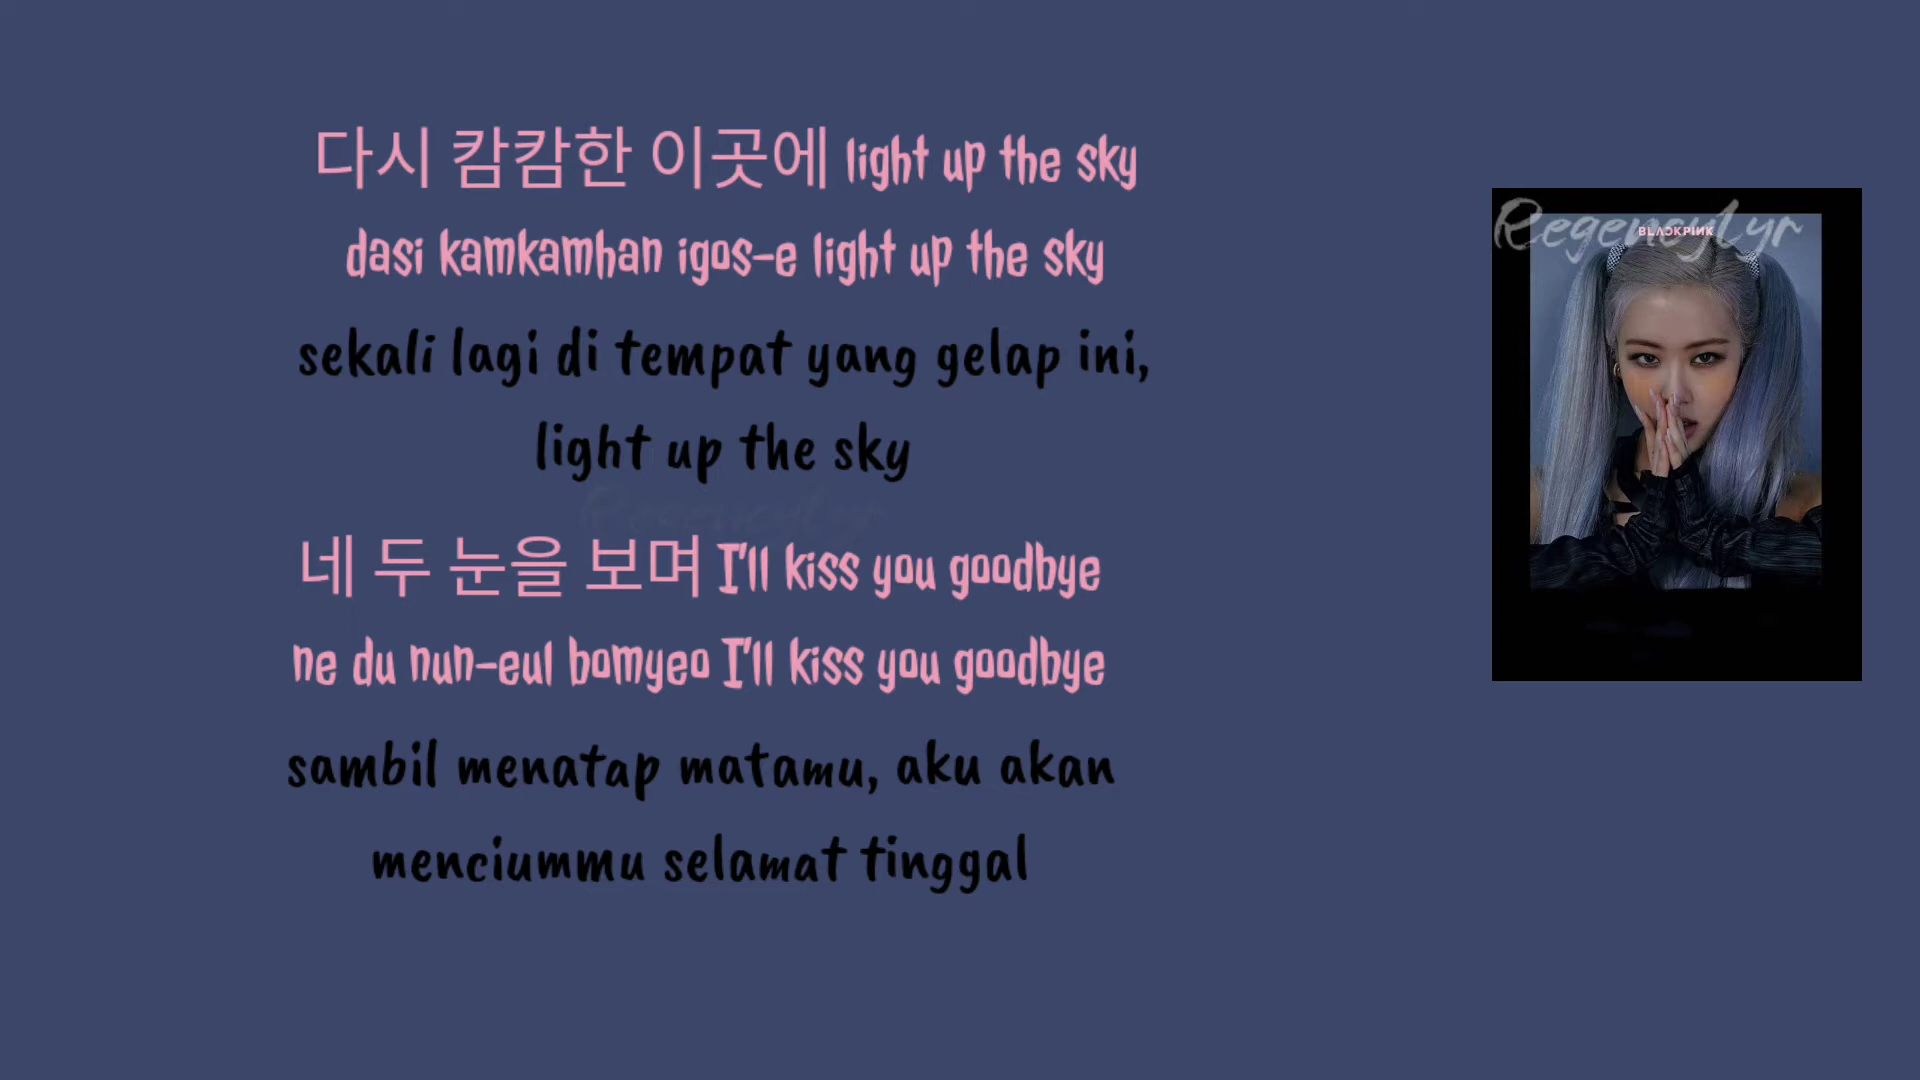 다시 캄캄한 이곳에 light up the sky
dasi kamkamhan igos-e light up the sky
sekali lagi di tempat yang gelap ini,
light up the sky
RegencyLyr
네 두 눈을 보며 I'll kiss you goodbye
ne du nun-eul bomyeo I'll kiss you goodbye
sambil menatap matamu, aku akan
menciummu selamat tinggal
RegencyLyr
BLACKPINK